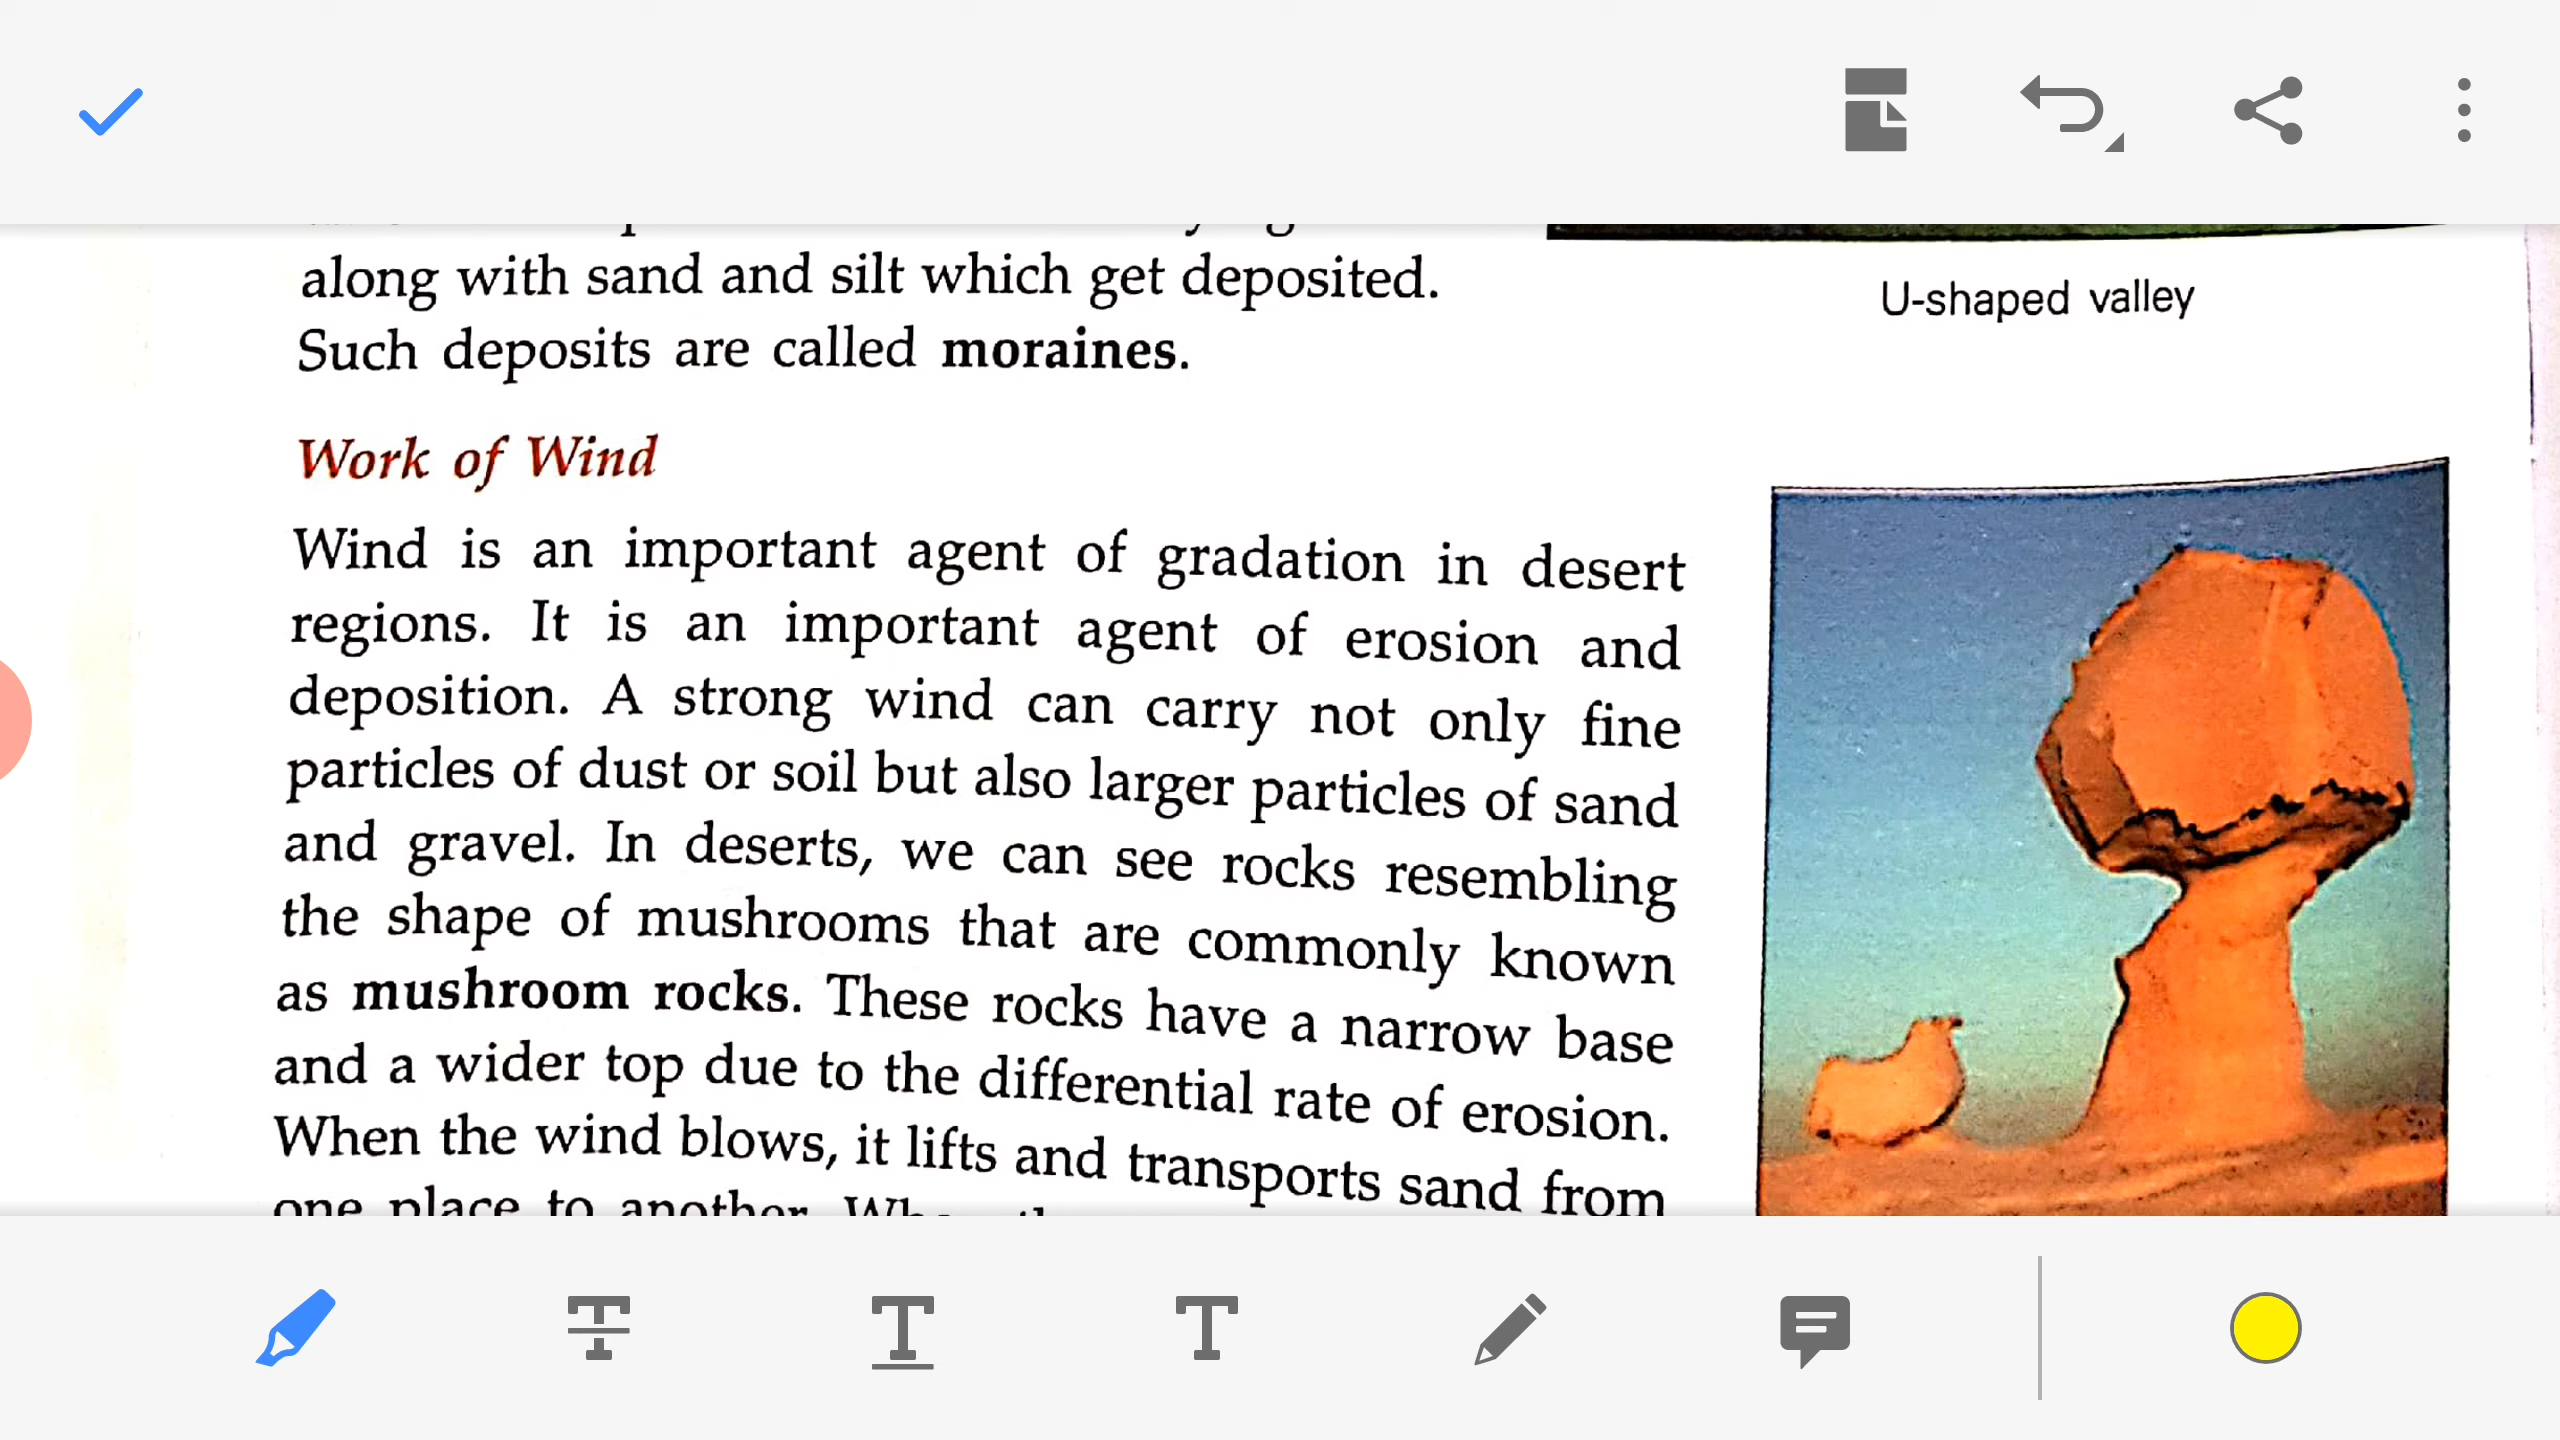 along with sand and silt which get deposited.
Such deposits are called moraines.
U-shaped valley
Work of Wind
Wind is an important agent of gradation in desert
regions. It is an important agent of erosion and
deposition. A strong wind can carry not only fine
particles of dust or soil but also larger particles of sand
and gravel. In deserts, we can see rocks resembling
the shape of mushrooms that are commonly known
as mushroom rocks. These rocks have a narrow base
and a wider top due to the differential rate of erosion.
When the wind blows, it lifts and transports sand from
one place to another.